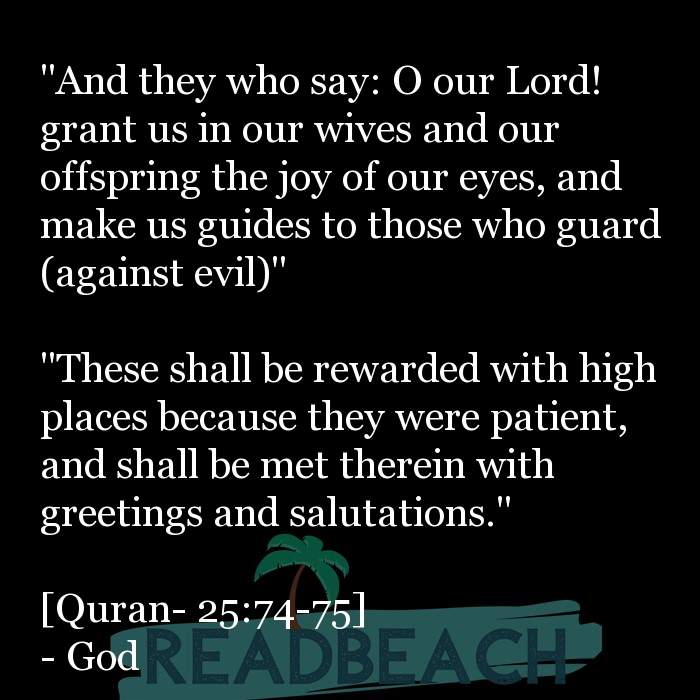 "And they who say: O our Lord!
grant us in our wives and our
offspring the joy of our eyes, and
make us guides to those who guard
(against evil)"
"These shall be rewarded with high
places because they were patient,
and shall be met therein with
greetings and salutations."
[Quran- 25:74-75]
- God
READBEACH